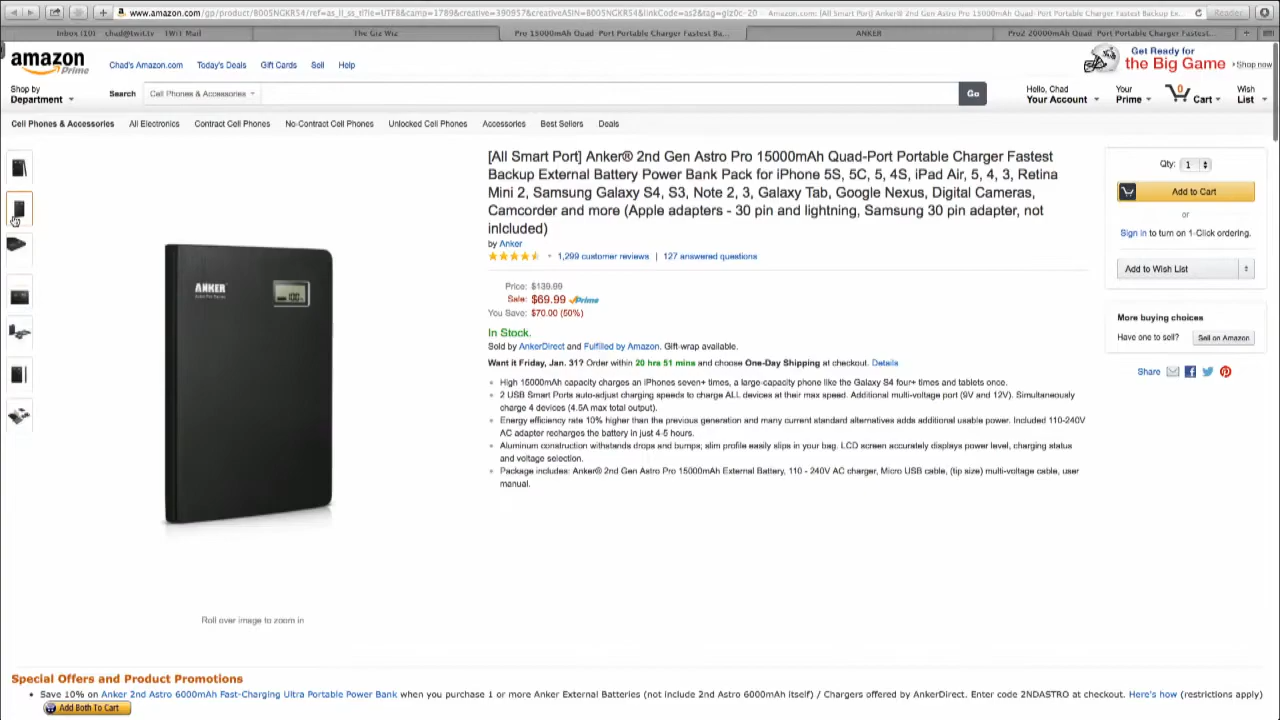 www.amazon.com/gp/product/B005NGKR54/ref=as_li_ss_tl?ie=UTF8&camp=1789&creative=390957&creativeASIN=B005NGKR54&linkCode=as2&tag=giz0c-20 – Amazon.com: [All Smart Port] Anker® 2nd Gen Astro Pro 15000mAh Quad-Port Portable Charger Fastest Backup Ex... Reader
Inbox (10) chad@twit.tv TWiT Mail The Giz Wiz Pro 15000mAh Quad-Port Portable Charger Fastest Ba... ANKER Pro2 20000mAh Quad-Port Portable Charger Fastest...
amazon Prime
Chad's Amazon.com Today's Deals Gift Cards Sell Help
Get Ready for
the Big Game Shop now
Shop by
Department
Search Cell Phones & Accessories Go
Hello, Chad
Your Account
Your
Prime
0
Cart
Wish
List
Cell Phones & Accessories All Electronics Contract Cell Phones No-Contract Cell Phones Unlocked Cell Phones Accessories Best Sellers Deals
[All Smart Port] Anker® 2nd Gen Astro Pro 15000mAh Quad-Port Portable Charger Fastest
Backup External Battery Power Bank Pack for iPhone 5S, 5C, 5, 4S, iPad Air, 5, 4, 3, Retina
Mini 2, Samsung Galaxy S4, S3, Note 2, 3, Galaxy Tab, Google Nexus, Digital Cameras,
Camcorder and more (Apple adapters - 30 pin and lightning, Samsung 30 pin adapter, not
inlcluded)
by Anker
1,299 customer reviews | 127 answered questions
Price: $139.99
Sale: $69.99 Prime
You Save: $70.00 (50%)
In Stock.
Sold by AnkerDirect and Fulfilled by Amazon. Gift-wrap available.
Want it Friday, Jan. 31? Order within 20 hrs 51 mins and choose One-Day Shipping at checkout. Details
High 15000mAh capacity charges an iPhones seven+ times, a large-capacity phone like the Galaxy S4 four+ times and tablets once.
2 USB Smart Ports auto-adjust charging speeds to charge ALL devices at their max speed. Additional multi-voltage port (9V and 12V). Simultaneously
charge 4 devices (4.5A max total output).
Energy efficiency rate 10% higher than the previous generation and many current standard alternatives adds additional usable power. Included 110-240V
AC adapter recharges the battery in just 4-5 hours.
Aluminum construction withstands drops and bumps; slim profile easily slips in your bag. LCD screen accurately displays power level, charging status
and voltage selection.
Package includes: Anker® 2nd Gen Astro Pro 15000mAh External Battery, 110 - 240V AC charger, Micro USB cable, (tip size) multi-voltage cable, user
manual.
Qty: 1
Add to Cart
or
Sign in to turn on 1-Click ordering.
Add to Wish List
More buying choices
Have one to sell? Sell on Amazon
Share
ANKER
Roll over image to zoom in
Special Offers and Product Promotions
Save 10% on Anker 2nd Astro 6000mAh Fast-Charging Ultra Portable Power Bank when you purchase 1 or more Anker External Batteries (not include 2nd Astro 6000mAh itself) / Chargers offered by AnkerDirect. Enter code 2NDASTRO at checkout. Here's how (restrictions apply)
Add Both To Cart